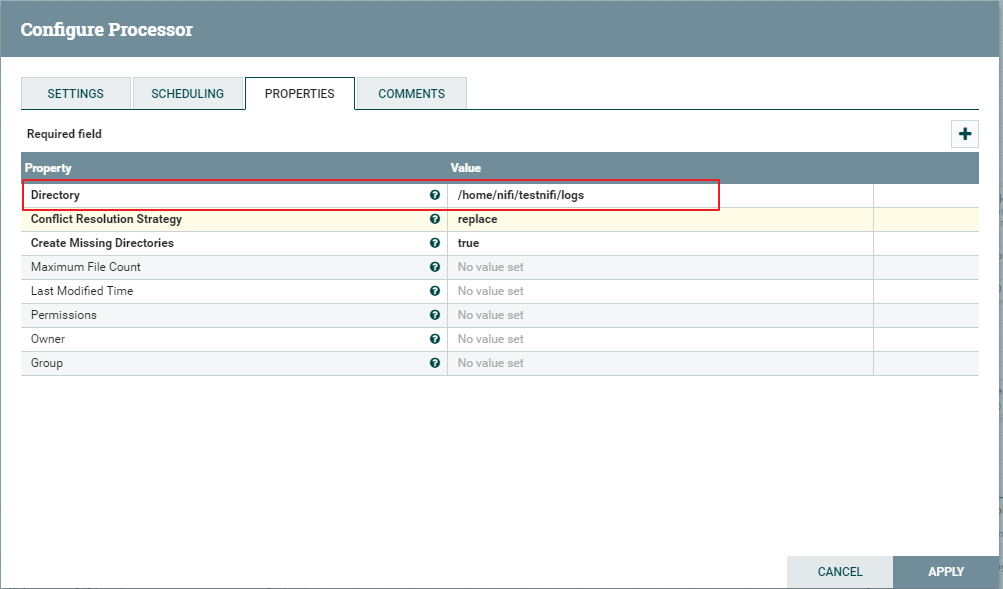 Configure Processor
SETTINGS SCHEDULING PROPERTIES COMMENTS
Required field
Property Value
Directory /home/nifi/testnifi/logs
Conflict Resolution Strategy replace
Create Missing Directories true
Maximum File Count No value set
Last Modified Time No value set
Permissions No value set
Owner No value set
Group No value set
CANCEL APPLY